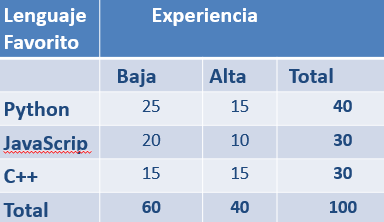 Lenguaje Favorito Experiencia
Baja Alta Total
Python 25 15 40
JavaScrip 20 10 30
C++ 15 15 30
Total 60 40 100